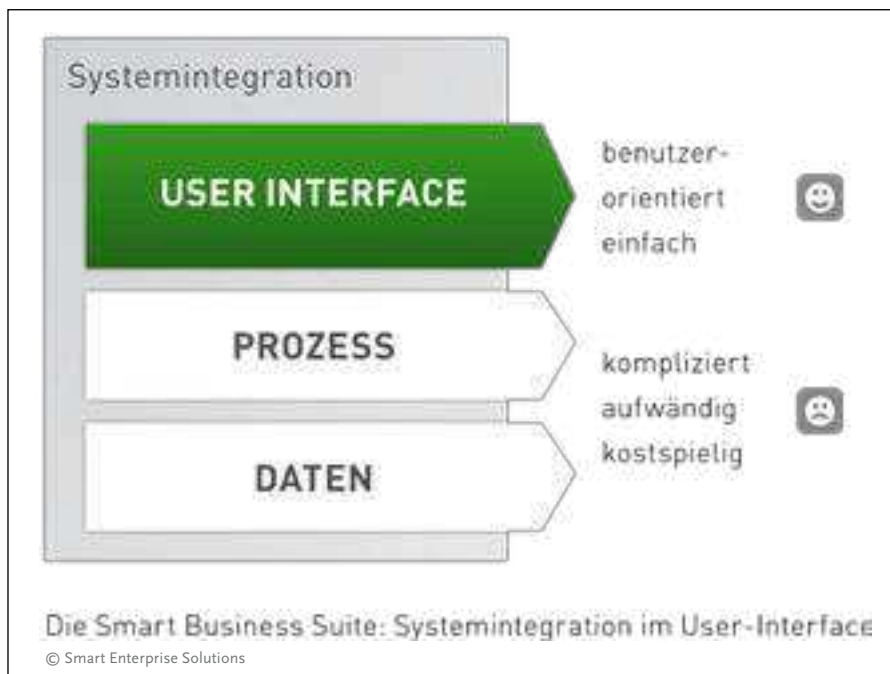 Systemintegration
USER INTERFACE
benutzer-
orientiert
einfach
PROZESS
DATEN
kompliziert
aufwändig
kostspielig
Die Smart Business Suite: Systemintegration im User-Interface
© Smart Enterprise Solutions